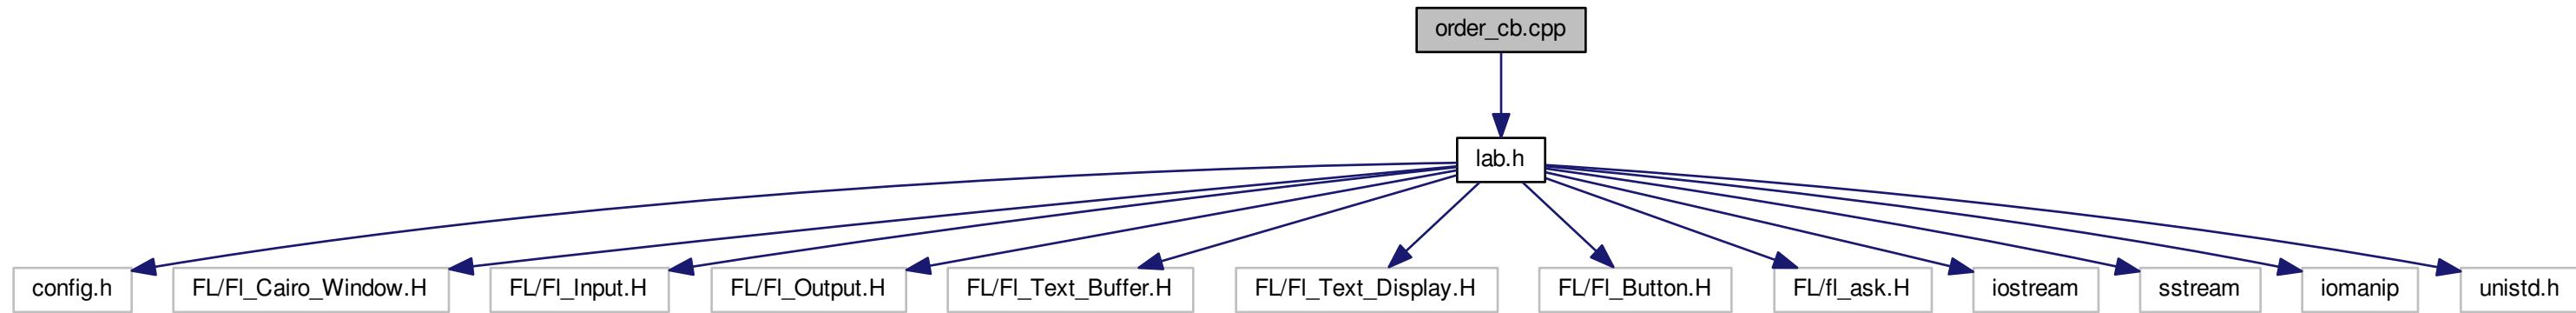 order_cb.cpp
lab.h
config.h
FL/Fl_Cairo_Window.H
FL/Fl_Input.H
FL/Fl_Output.H
FL/Fl_Text_Buffer.H
FL/Fl_Text_Display.H
FL/Fl_Button.H
FL/fl_ask.H
iostream
sstream
iomanip
unistd.h